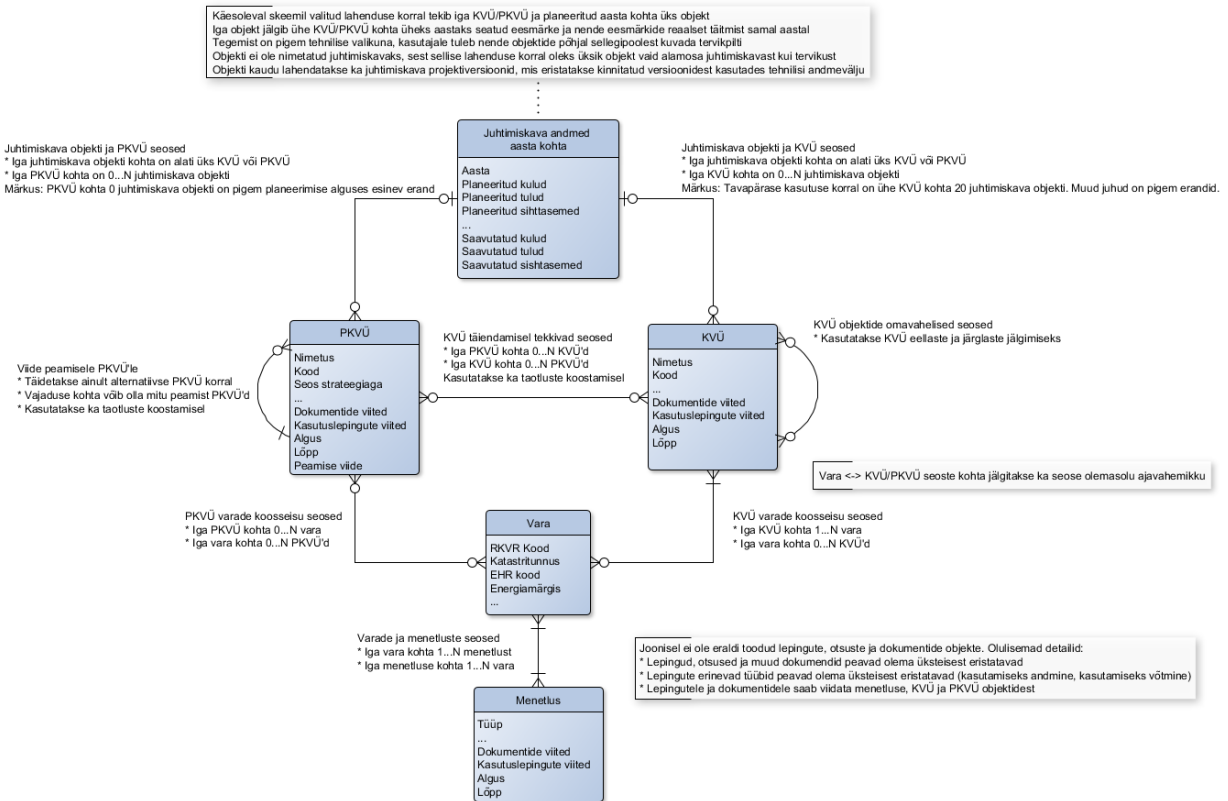 Käesoleval skeemil valitud lahenduse korral tekib iga KVÜ/PKVÜ ja planeeritud aasta kohta üks objekt
Iga objekt jälgib ühe KVÜ/PKVÜ kohta üheks aastaks seatud eesmärke ja nende eesmärkide reaalset täitmist samal aastal
Tegemist on pigem tehnilise valikuna, kasutajale tuleb nende objektide põhjal sellegipoolest kuvada tervikpilti
Objekti ei ole nimetatud juhtimiskavaks, sest sellise lahenduse korral oleks üksik objekt vaid alamosa juhtimiskavast kui tervikust
Objekti kaudu lahendatakse ka juhtimiskava projektiversioonid, mis eristatakse kinnitatud versioonidest kasutades tehnilisi andmevälju
Juhtimiskava objekti ja PKVÜ seosed
* Iga juhtimiskava objekti kohta on alati üks KVÜ või PKVÜ
* Iga PKVÜ kohta on 0...N juhtimiskava objekti
Märkus: PKVÜ kohta 0 juhtimiskava objekti on pigem planeerimise alguses esinev erand
Juhtimiskava andmed
aasta kohta
Aasta
Planeeritud kulud
Planeeritud tulud
Planeeritud sihttasemed
...
Saavutatud kulud
Saavutatud tulud
Saavutatud sishtasemed
Juhtimiskava objekti ja KVÜ seosed
* Iga juhtimiskava objekti kohta on alati üks KVÜ või PKVÜ
* Iga KVÜ kohta on 0...N juhtimiskava objekti
Märkus: Tavapärase kasutuse korral on ühe KVÜ kohta 20 juhtimiskava objekti. Muud juhud on pigem erandid.
Viide peamisele PKVÜ'le
* Täidetakse ainult alternatiivse PKVÜ korral
* Vajaduse kohta võib olla mitu peamist PKVÜ'd
* Kasutatakse ka taotluste koostamisel
PKVÜ
Nimetus
Kood
Seos strateegiaga
...
Dokumentide viited
Kasutuslepingute viited
Algus
Lõpp
Peamise viide
KVÜ täiendamisel tekkivad seosed
* Iga PKVÜ kohta 0...N KVÜ'd
* Iga KVÜ kohta 0...N PKVÜ'd
Kasutatakse ka taotluste koostamisel
KVÜ
Nimetus
Kood
...
Dokumentide viited
Kasutuslepingute viited
Algus
Lõpp
KVÜ objektide omavahelised seosed
* Kasutatakse KVÜ eellaste ja järglaste jälgimiseks
Vara <-> KVÜ/PKVÜ seoste kohta jälgitakse ka seose olemasolu ajavahemikku
PKVÜ varade koosseisu seosed
* Iga PKVÜ kohta 0...N vara
* Iga vara kohta 0...N PKVÜ'd
Vara
RKVR Kood
Katastritunnus
EHR kood
Energiamärgis
...
KVÜ varade koosseisu seosed
* Iga KVÜ kohta 1...N vara
* Iga vara kohta 0...N KVÜ'd
Varade ja menetluste seosed
* Iga vara kohta 1...N menetlust
* Iga menetluse kohta 1...N vara
Joonisel ei ole eraldi toodud lepingute, otsuste ja dokumentide objekte. Olulisemad detailid:
* Lepingud, otsused ja muud dokumendid peavad olema üksteisest eristatavad
* Lepingute erinevad tüübid peavad olema üksteisest eristatavad (kasutamiseks andmine, kasutamiseks võtmine)
* Lepingutele ja dokumentidele saab viidata menetluse, KVÜ ja PKVÜ objektidest
Menetlus
Tüüp
...
Dokumentide viited
Kasutuslepingute viited
Algus
Lõpp